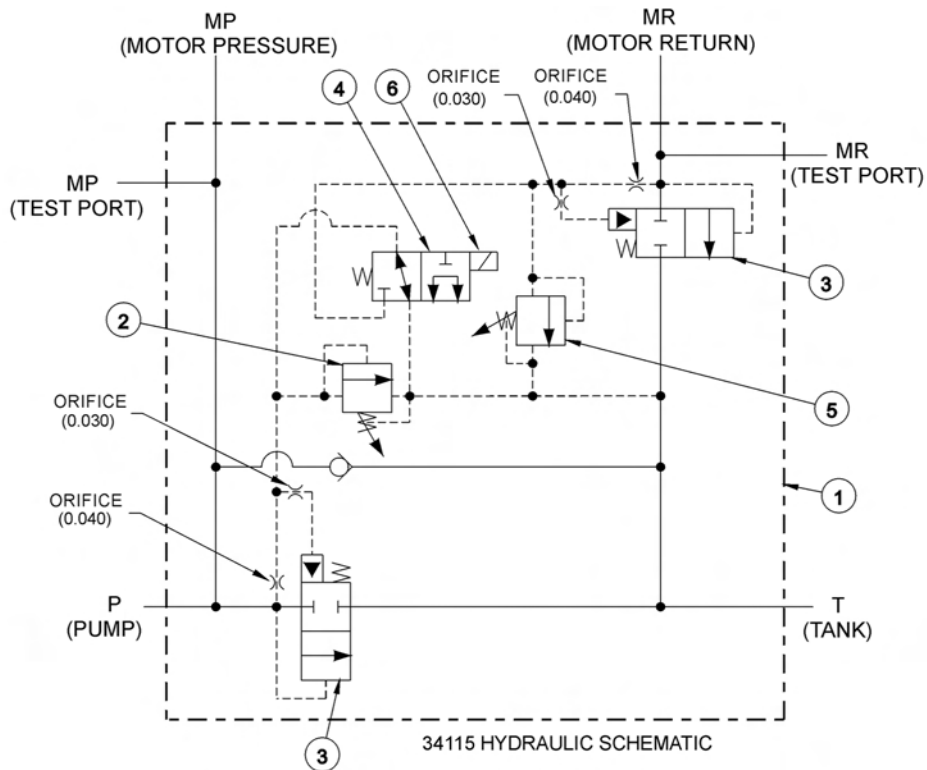 MP
(MOTOR PRESSURE)
MR
(MOTOR RETURN)
4
6
ORIFICE
(0.030)
ORIFICE
(0.040)
MP
(TEST PORT)
MR
(TEST PORT)
3
2
5
ORIFICE
(0.030)
1
ORIFICE
(0.040)
P
(PUMP)
T
(TANK)
3
34115 HYDRAULIC SCHEMATIC